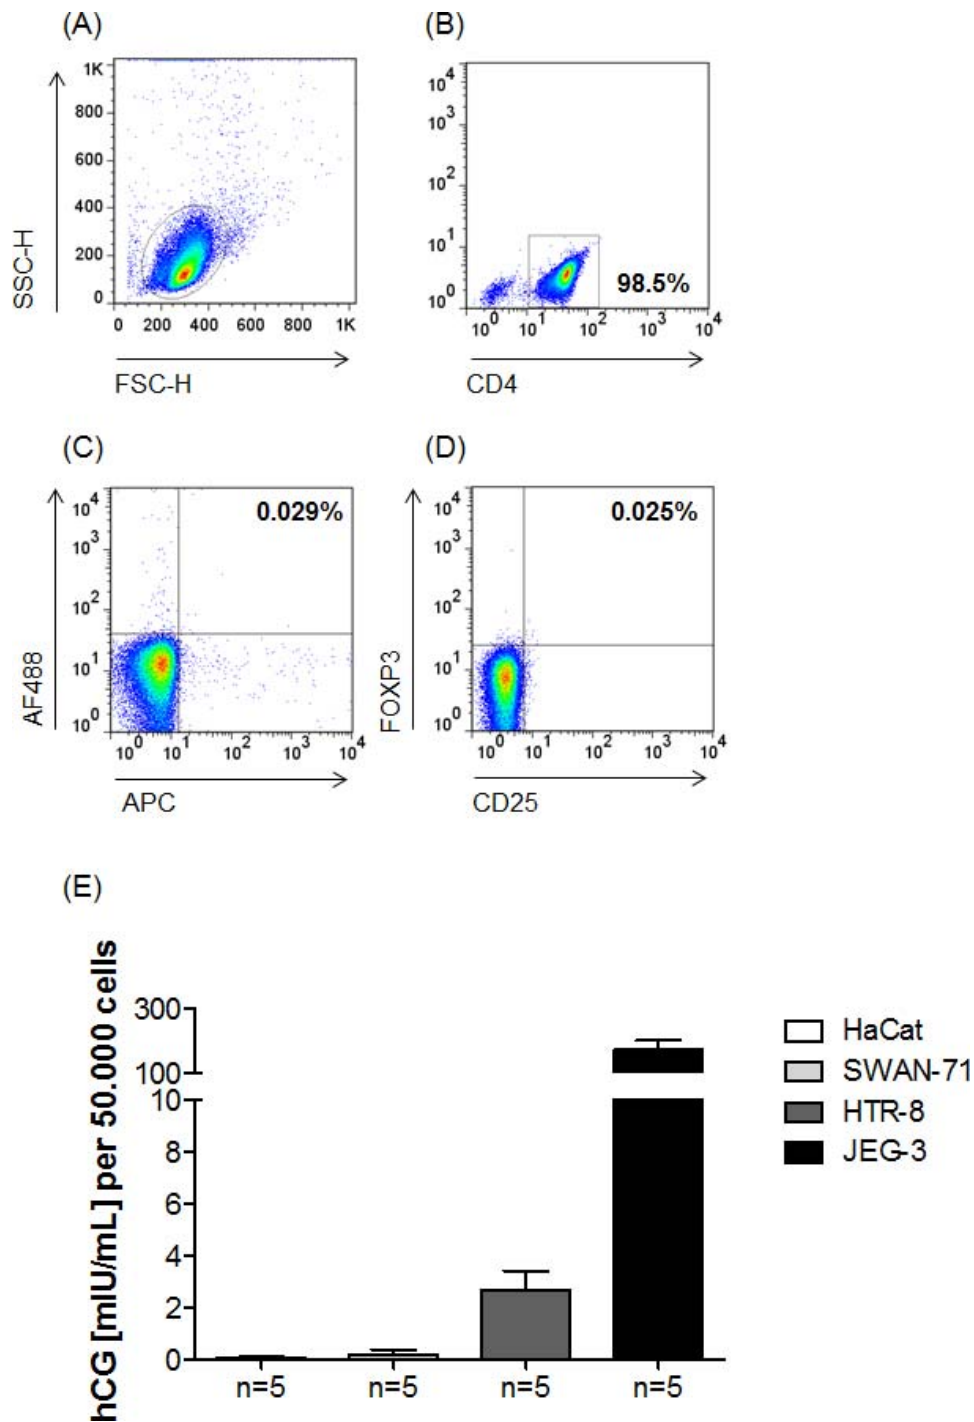 (A)
1K
800
600
400
200
0
SSC-H
0 200 400 600 800 1K
FSC-H
(B)
10^4
10^3
10^2
10^1
10^0
98.5%
10^0 10^1 10^2 10^3 10^4
CD4
(C)
10^4
10^3
10^2
10^1
10^0
AF488
0.029%
10^0 10^1 10^2 10^3 10^4
APC
(D)
10^4
10^3
10^2
10^1
10^0
FOXP3
0.025%
10^0 10^1 10^2 10^3 10^4
CD25
(E)
hCG [mIU/mL] per 50.000 cells
300
100
10
8
6
4
2
0
n=5 n=5 n=5 n=5
HaCat
SWAN-71
HTR-8
JEG-3